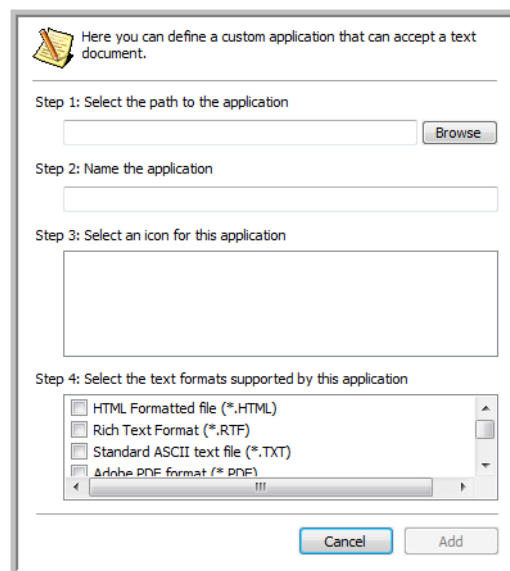 Here you can define a custom application that can accept a text
document.
Step 1: Select the path to the application
Browse
Step 2: Name the application
Step 3: Select an icon for this application
Step 4: Select the text formats supported by this application
HTML Formatted file (*.HTML)
Rich Text Format (*.RTF)
Standard ASCII text file (*.TXT)
Adobe PDF format (*.PDF)
Cancel
Add